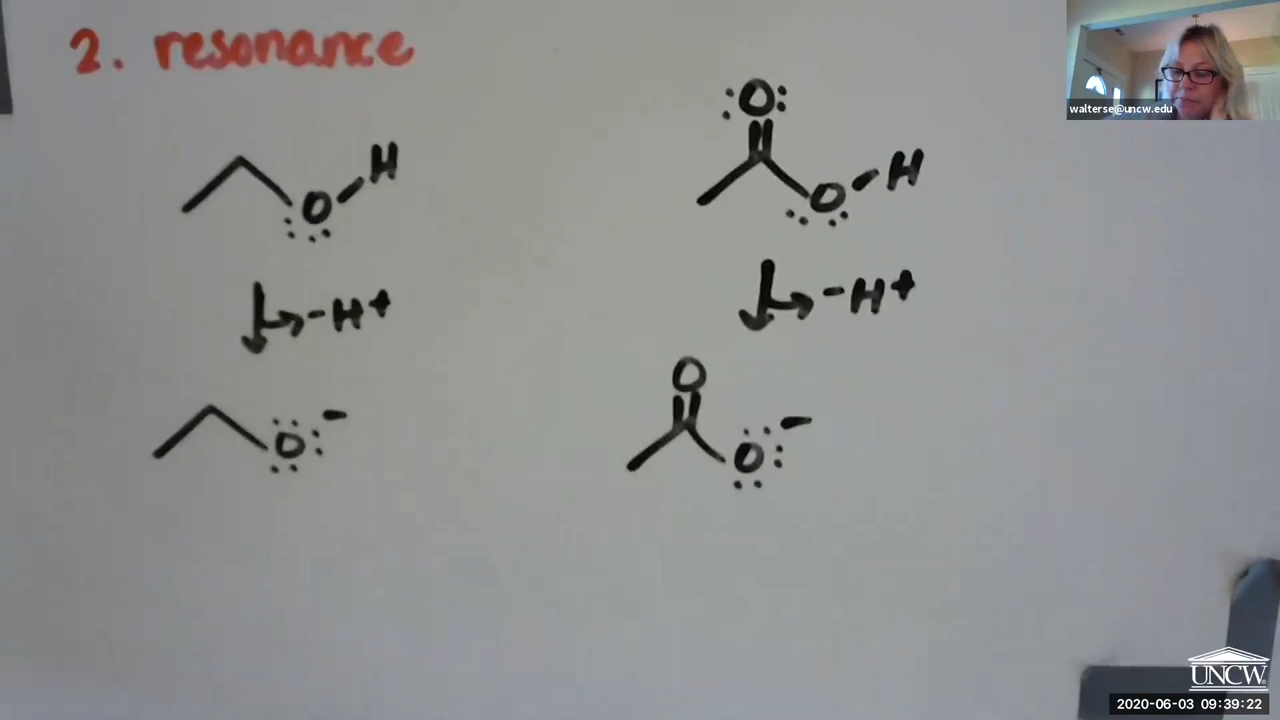 2. resonance
O
H
O
H
O
-H+
-H+
O
O -
O -
walterse@uncw.edu
UNCW
2020-06-03 09:39:22